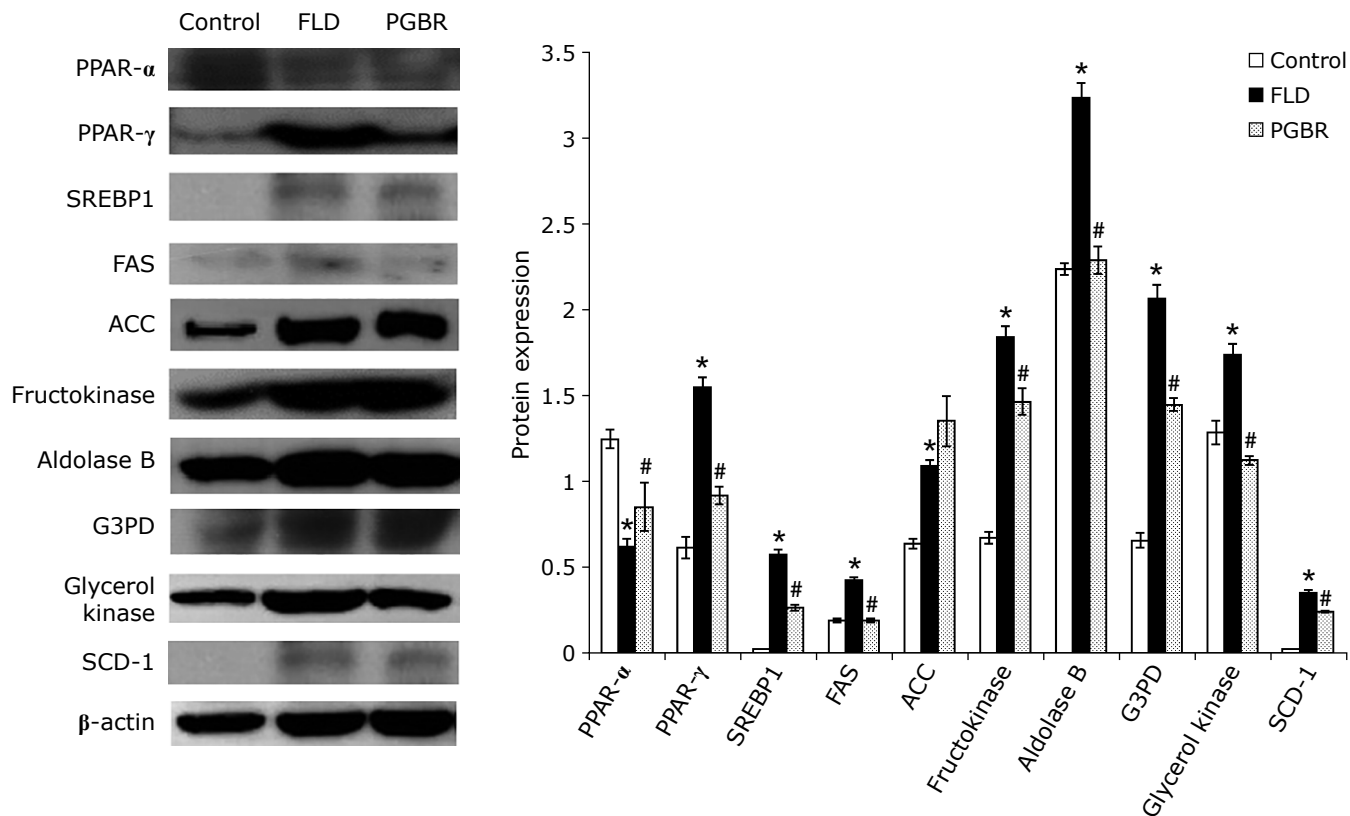 Control FLD PGBR
PPAR-α
PPAR-γ
SREBP1
FAS
ACC
Fructokinase
Aldolase B
G3PD
Glycerol
kinase
SCD-1
β-actin
3.5
3
2.5
2
1.5
1
0.5
0
Protein expression
* # * # * # * # * * # * # * # * # * #
PPAR-α
PPAR-γ
SREBP1
FAS
ACC
Fructokinase
Aldolase B
G3PD
Glycerol kinase
SCD-1
Control
FLD
PGBR